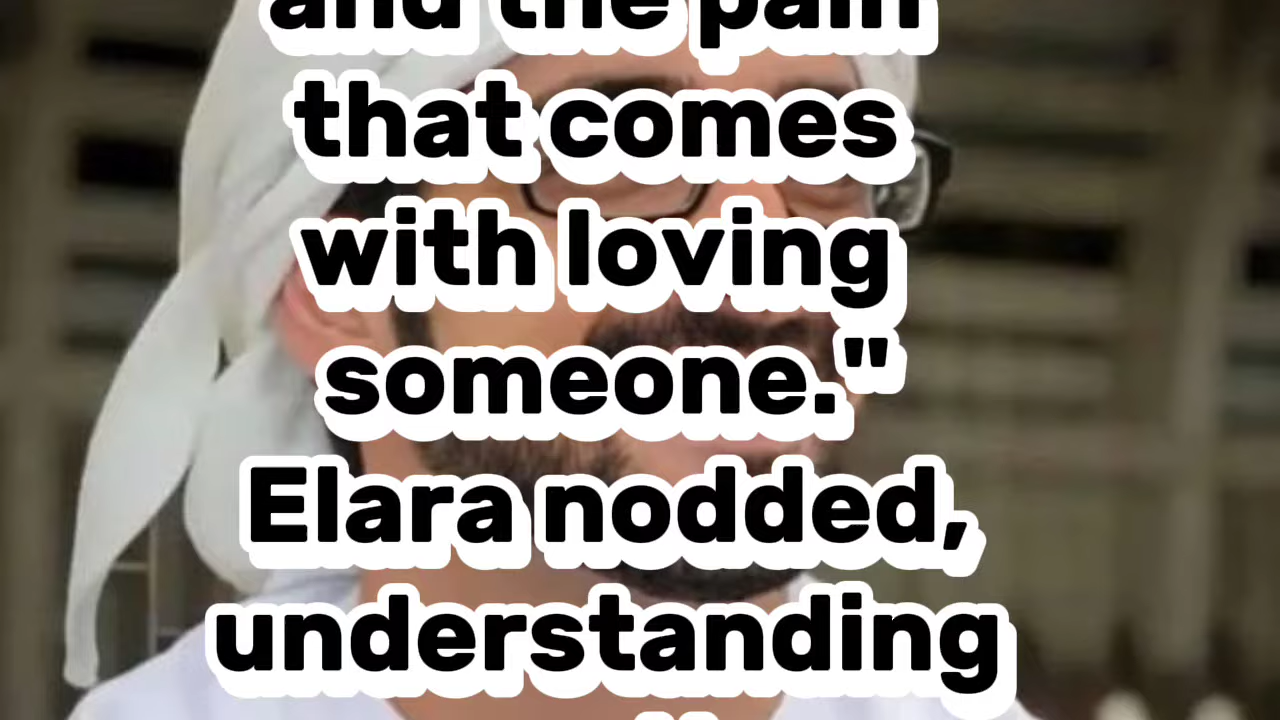 and the pain
that comes
with loving
someone."
Elara nodded,
understanding